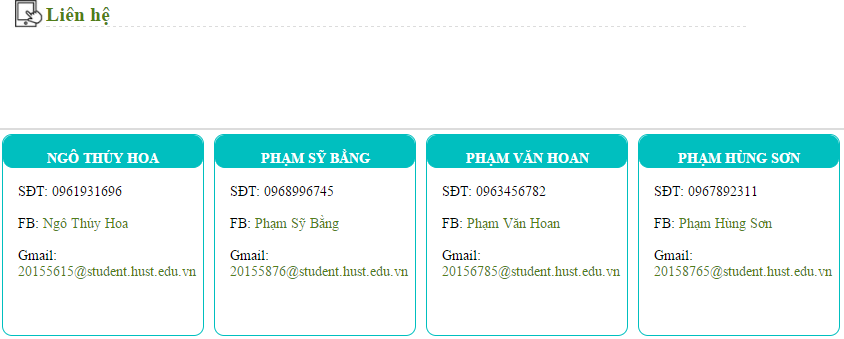 Liên hệ
NGÔ THÚY HOA
SĐT: 0961931696
FB: Ngô Thúy Hoa
Gmail:
20155615@student.hust.edu.vn
PHẠM SỸ BẰNG
SĐT: 0968996745
FB: Phạm Sỹ Bằng
Gmail:
20155876@student.hust.edu.vn
PHẠM VĂN HOAN
SĐT: 0963456782
FB: Phạm Văn Hoan
Gmail:
20156785@student.hust.edu.vn
PHẠM HÙNG SƠN
SĐT: 0967892311
FB: Phạm Hùng Sơn
Gmail:
20158765@student.hust.edu.vn